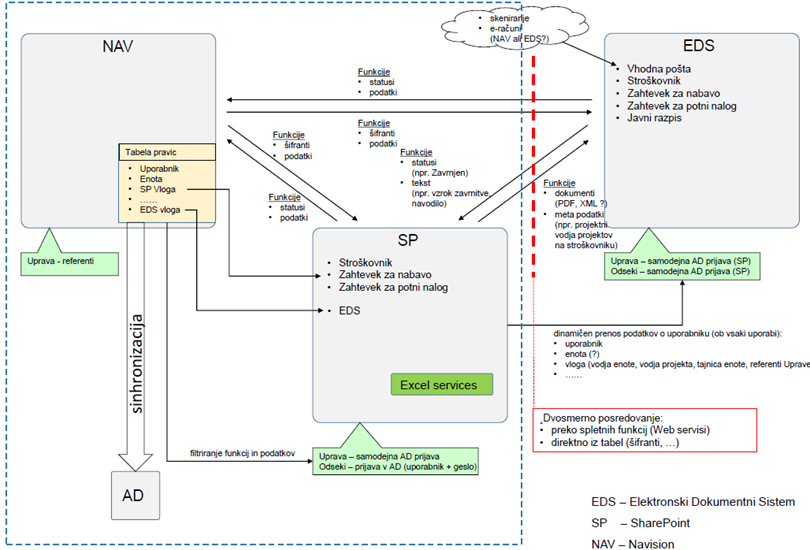 • skeniranje
• e-računi
(NAV ali EDS?)
NAV
EDS
• Vhodna pošta
• Stroškovnik
• Zahtevek za nabavo
• Zahtevek za potni nalog
• Javni razpis
Funkcije
• statusi
• podatki
Funkcije
• šifranti
• podatki
Funkcije
• šifranti
• podatki
Funkcije
• statusi
(npr. Zavrnjen)
• tekst
(npr. vzrok zavrnitve,
navodilo)
Tabela pravic
• Uporabnik
• Enota
• SP Vloga
• ......
• EDS vloga
Funkcije
• statusi
• podatki
Funkcije
• dokumenti
(PDF, XML ?)
• meta podatki
(npr. projektni
vodja projektov
na stroškovniku)
Uprava - referenti
SP
• Stroškovnik
• Zahtevek za nabavo
• Zahtevek za potni nalog
• EDS
Excel services
Uprava – samodejna AD prijava (SP)
Odseki – samodejna AD prijava (SP)
sinhronizacija
dinamičen prenos podatkov o uporabniku (ob vsaki uporabi):
• uporabnik
• enota (?)
• vloga (vodja enote, vodja projekta, tajnica enote, referenti Uprave
• ......
Dvosmerno posredovanje:
• preko spletnih funkcij (Web servisi)
• direktno iz tabel (šifranti, …)
filtriranje funkcij in podatkov
Uprava – samodejna AD prijava
Odseki – prijava v AD (uporabnik + geslo)
AD
EDS – Elektronski Dokumentni Sistem
SP – SharePoint
NAV – Navision